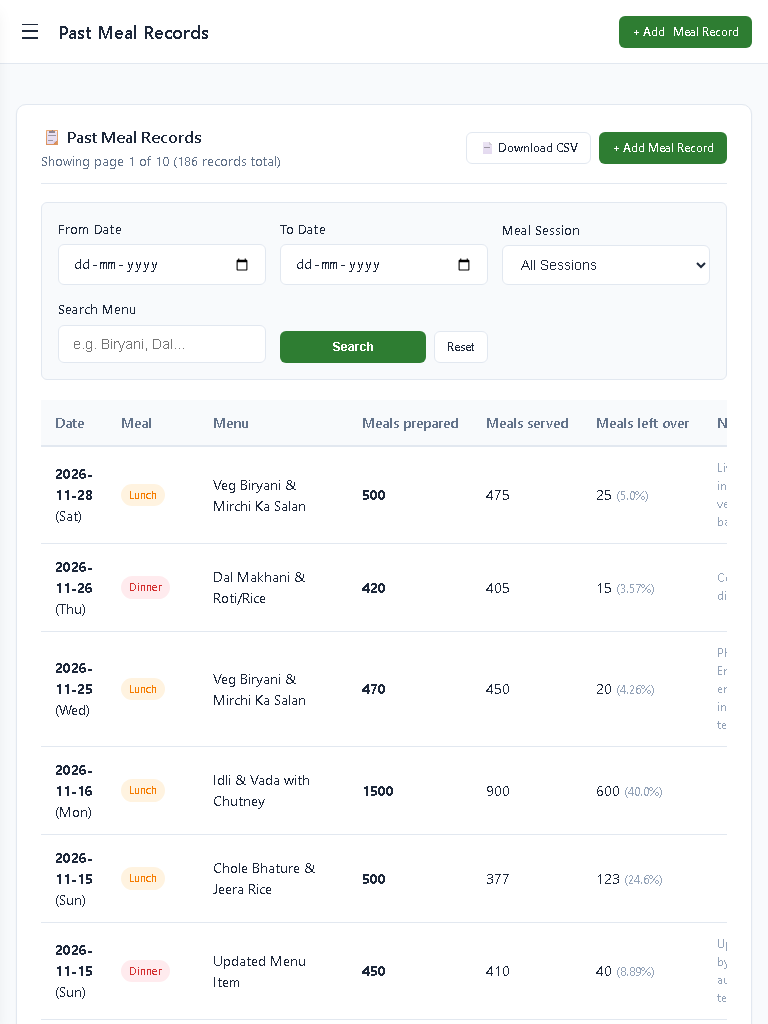 Past Meal Records
+ Add Meal Record
Past Meal Records
Showing page 1 of 10 (186 records total)
Download CSV
+ Add Meal Record
From Date
To Date
Meal Session
dd-mm-yyyy
dd-mm-yyyy
All Sessions
Search Menu
e.g. Biryani, Dal...
Search
Reset
Date Meal Menu Meals prepared Meals served Meals left over
2026-
11-28
(Sat)
Lunch
Veg Biryani &
Mirchi Ka Salan
500
475
25 (5.0%)
2026-
11-26
(Thu)
Dinner
Dal Makhani &
Roti/Rice
420
405
15 (3.57%)
2026-
11-25
(Wed)
Lunch
Veg Biryani &
Mirchi Ka Salan
470
450
20 (4.26%)
2026-
11-16
(Mon)
Lunch
Idli & Vada with
Chutney
1500
900
600 (40.0%)
2026-
11-15
(Sun)
Lunch
Chole Bhature &
Jeera Rice
500
377
123 (24.6%)
2026-
11-15
(Sun)
Dinner
Updated Menu
Item
450
410
40 (8.89%)
by